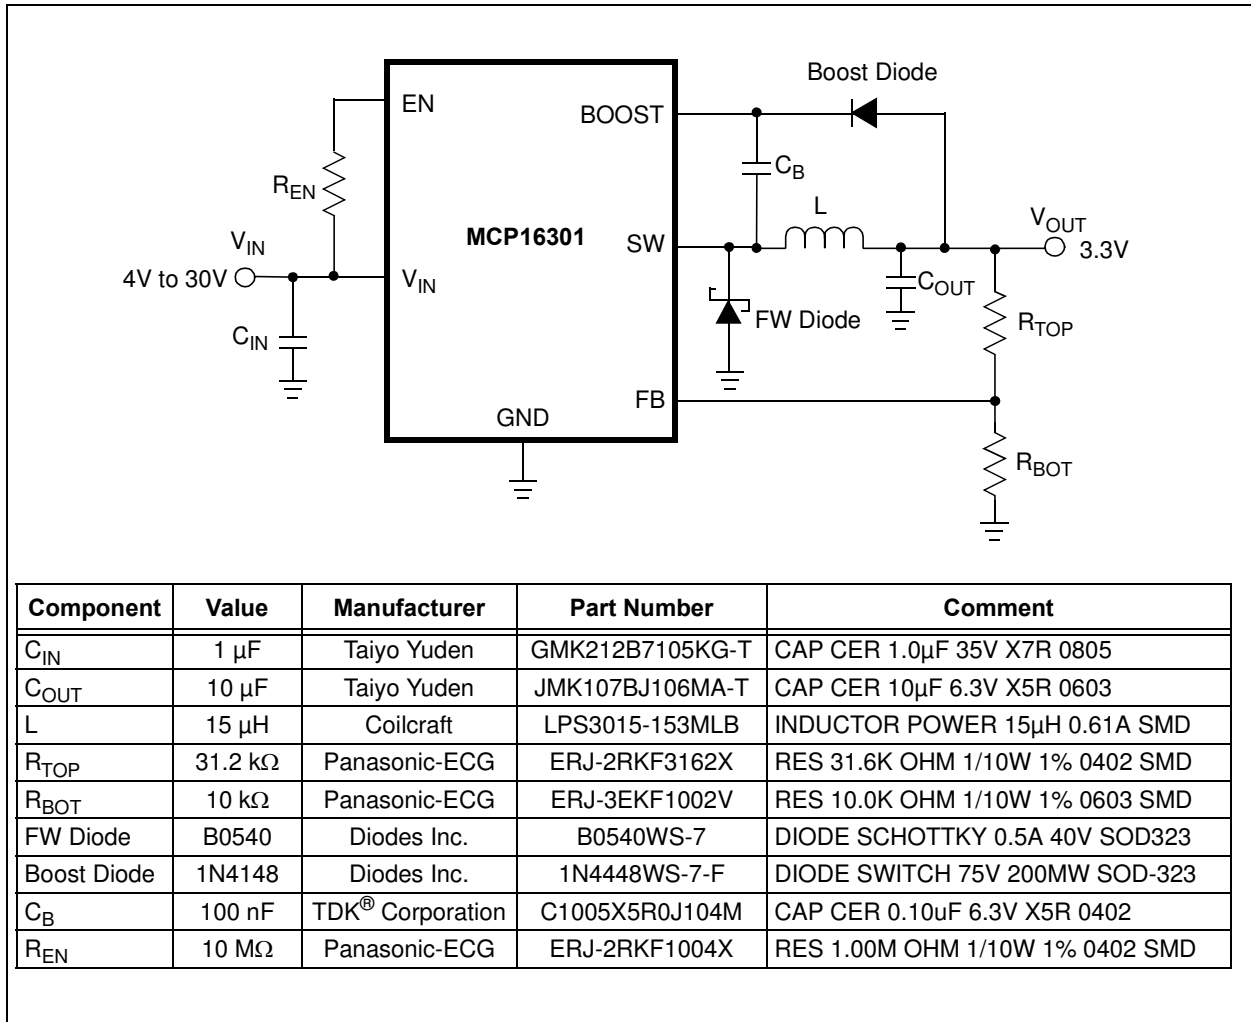 Boost Diode
EN
BOOST
C_B
R_EN
L
V_OUT
MCP16301
SW
3.3V
V_IN
4V to 30V
V_IN
C_OUT
FW Diode
R_TOP
C_IN
FB
GND
R_BOT
Component Value Manufacturer Part Number Comment
C_IN 1 µF Taiyo Yuden GMK212B7105KG-T CAP CER 1.0µF 35V X7R 0805
C_OUT 10 µF Taiyo Yuden JMK107BJ106MA-T CAP CER 10µF 6.3V X5R 0603
L 15 µH Coilcraft LPS3015-153MLB INDUCTOR POWER 15µH 0.61A SMD
R_TOP 31.2 kΩ Panasonic-ECG ERJ-2RKF3162X RES 31.6K OHM 1/10W 1% 0402 SMD
R_BOT 10 kΩ Panasonic-ECG ERJ-3EKF1002V RES 10.0K OHM 1/10W 1% 0603 SMD
FW Diode B0540 Diodes Inc. B0540WS-7 DIODE SCHOTTKY 0.5A 40V SOD323
Boost Diode 1N4148 Diodes Inc. 1N4448WS-7-F DIODE SWITCH 75V 200MW SOD-323
C_B 100 nF TDK® Corporation C1005X5R0J104M CAP CER 0.10uF 6.3V X5R 0402
R_EN 10 MΩ Panasonic-ECG ERJ-2RKF1004X RES 1.00M OHM 1/10W 1% 0402 SMD